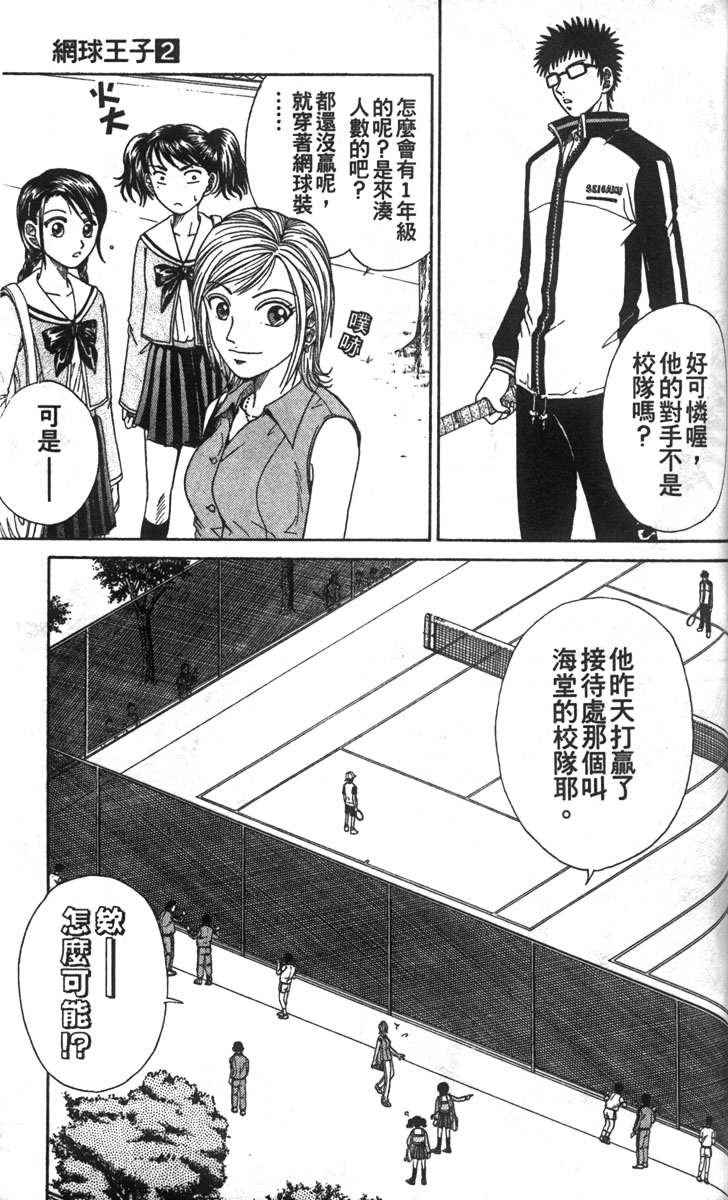 網球王子2
SEIGAKU
好可憐喔，
他的對手不是
校隊嗎？
怎麼會有1年級
的呢？是來湊
人數的吧？
都還沒贏呢，
就穿著網球裝
……
噗哧
可是——
他昨天打贏了
接待處那個叫
海堂的校隊耶。
欸——
怎麼可能!?